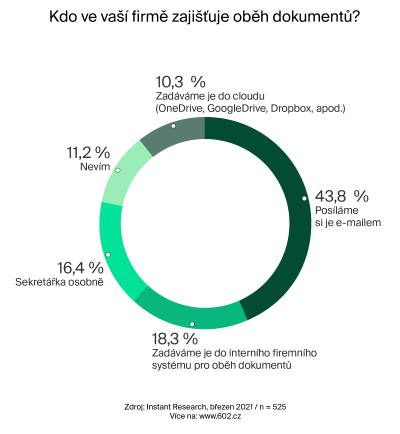 Kdo ve vaší firmě zajišťuje oběh dokumentů?
10,3 %
Zadáváme je do cloudu
(OneDrive, GoogleDrive, Dropbox, apod.)
11,2 %
Nevím
43,8 %
Posíláme
si je e-mailem
16,4 %
Sekretářka osobně
18,3 %
Zadáváme je do interního firemního
systému pro oběh dokumentů
Zdroj: Instant Research, březen 2021 / n = 525
Více na: www.602.cz